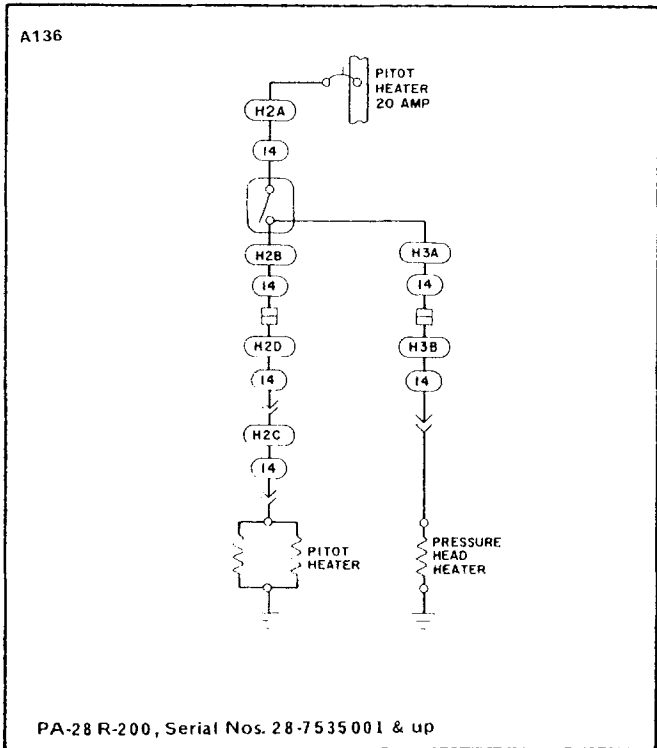 A136
PITOT
HEATER
20 AMP
H2A
14
H2B
H3A
14
14
H2D
H3B
14
14
H2C
14
PITOT
HEATER
PRESSURE
HEAD
HEATER
PA-28 R-200, Serial Nos. 28-7535001 & up